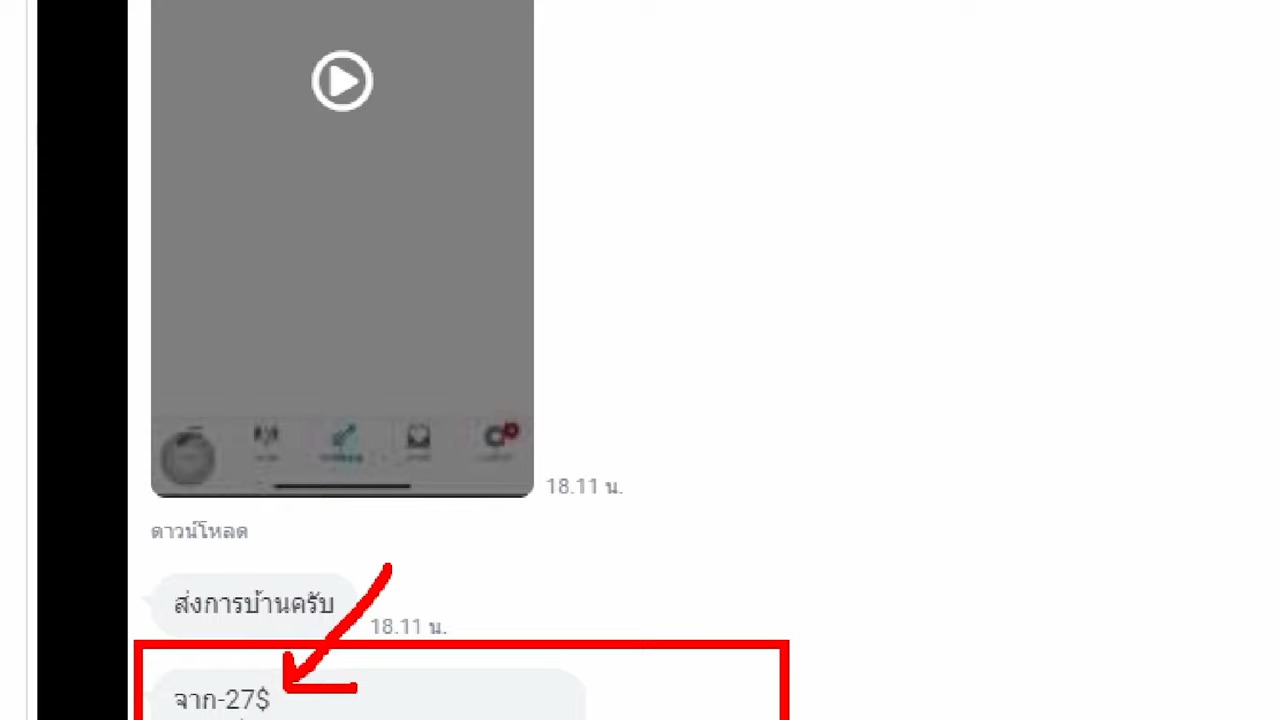 18.11 น.
ดาวน์โหลด
ส่งการบ้านครับ
18.11 น.
จาก-27$